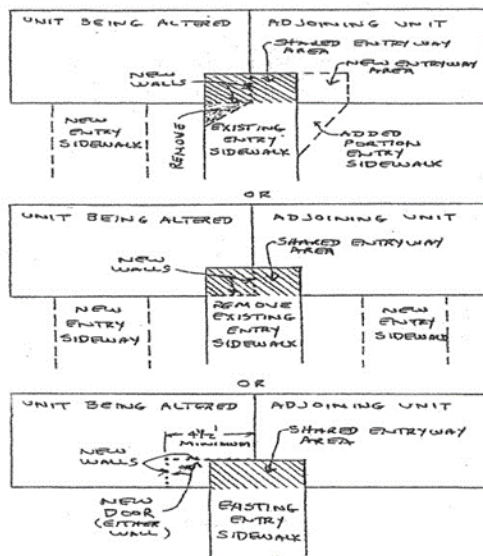 UNIT BEING ALTERED
ADJOINING UNIT
SHARED ENTRYWAY
AREA
NEW
WALLS
NEW ENTRYWAY
AREA
NEW
ENTRY
SIDEWALK
REMOVE
EXISTING
ENTRY
SIDEWALK
ADDED
PORTION
ENTRY
SIDEWALK
OR
UNIT BEING ALTERED
ADJOINING UNIT
NEW
WALLS
SHARED ENTRYWAY
AREA
NEW
ENTRY
SIDEWAY
REMOVE
EXISTING
ENTRY
SIDEWALK
NEW
ENTRY
SIDEWALK
OR
UNIT BEING ALTERED
ADJOINING UNIT
4½'
MINIMUM
SHARED ENTRYWAY
AREA
NEW
WALLS
NEW
DOOR
(EITHER
WALL)
EXISTING
ENTRY
SIDEWALK